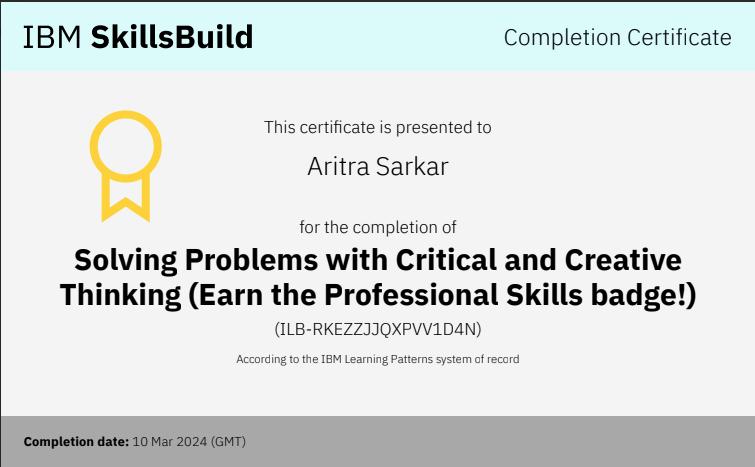 IBM SkillsBuild
Completion Certificate
This certificate is presented to
Aritra Sarkar
for the completion of
Solving Problems with Critical and Creative
Thinking (Earn the Professional Skills badge!)
(ILB-RKEZZJJQXPVV1D4N)
According to the IBM Learning Patterns system of record
Completion date: 10 Mar 2024 (GMT)